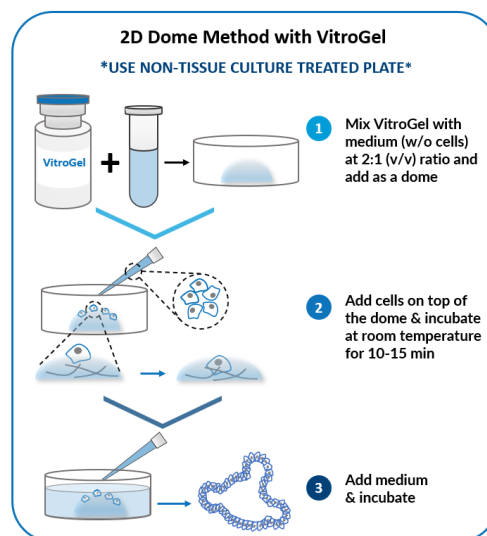 2D Dome Method with VitroGel
*USE NON-TISSUE CULTURE TREATED PLATE*
VitroGel
+
1
Mix VitroGel with
medium (w/o cells)
at 2:1 (v/v) ratio and
add as a dome
2
Add cells on top of
the dome & incubate
at room temperature
for 10-15 min
3
Add medium
& incubate